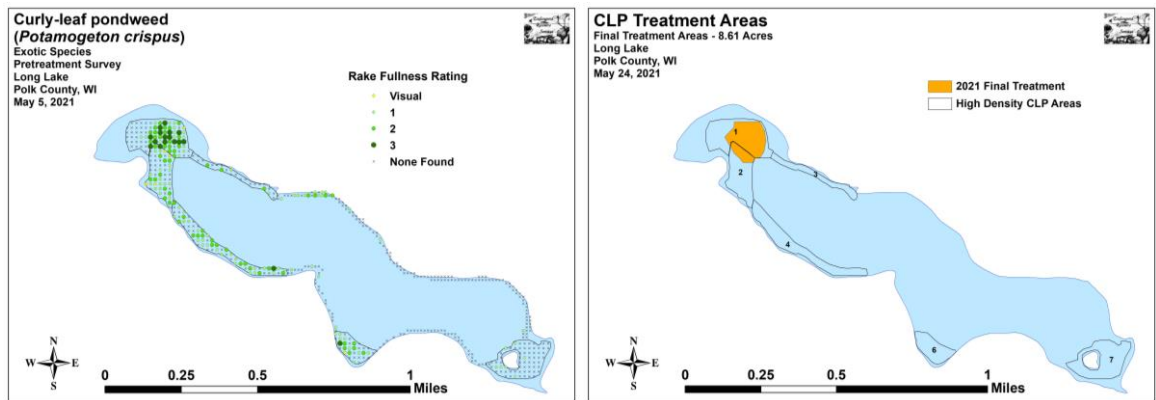 Curly-leaf pondweed
(Potamogeton crispus)
Exotic Species
Pretreatment Survey
Long Lake
Polk County, WI
May 5, 2021
Rake Fullness Rating
Visual
1
2
3
None Found
N
W E
S
0 0.25 0.5 1
Miles
CLP Treatment Areas
Final Treatment Areas - 8.61 Acres
Long Lake
Polk County, WI
May 24, 2021
2021 Final Treatment
High Density CLP Areas
1
2
3
4
6
7
N
W E
S
0 0.25 0.5 1
Miles